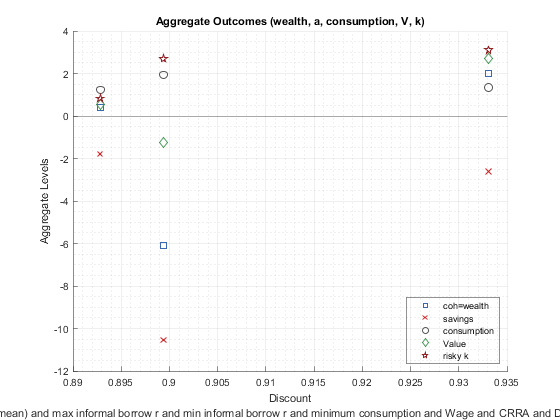 Aggregate Outcomes (wealth, a, consumption, V, k)
4
2
0
-2
-4
-6
-8
-10
-12
Aggregate Levels
coh=wealth
savings
consumption
Value
risky k
0.89 0.895 0.9 0.905 0.91 0.915 0.92 0.925 0.93 0.935
Discount
mean) and max informal borrow r and min informal borrow r and minimum consumption and Wage and CRRA and